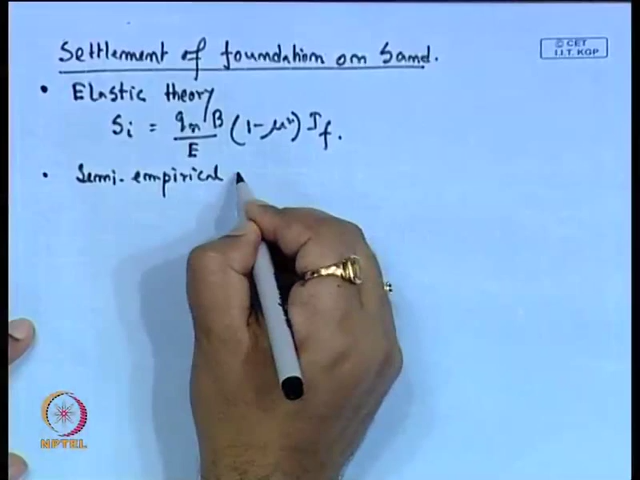 Settlement of foundation on Sand.
© CET
I.I.T. KGP
• Elastic theory
Si = qn B / E (1 - μ²) If.
• Semi-empirical
NPTEL